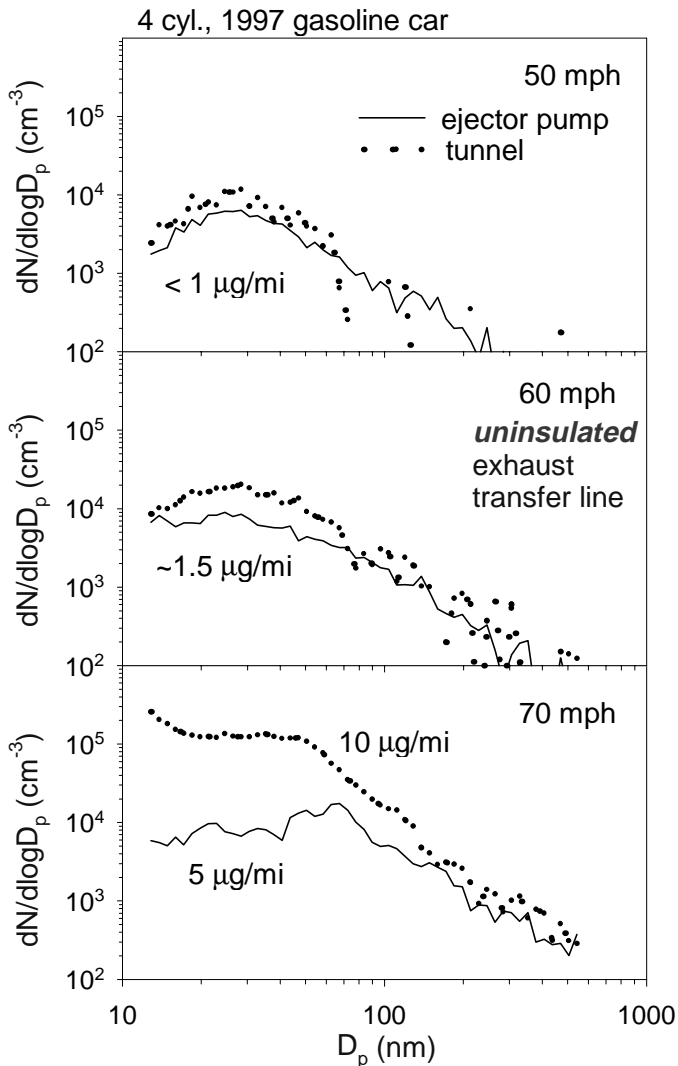 4 cyl., 1997 gasoline car
50 mph
ejector pump
tunnel
< 1 μg/mi
dN/dlogDp (cm-3)
10^5
10^4
10^3
10^2
60 mph
uninsulated
exhaust
transfer line
~1.5 μg/mi
dN/dlogDp (cm-3)
10^5
10^4
10^3
10^2
70 mph
10 μg/mi
5 μg/mi
dN/dlogDp (cm-3)
10^5
10^4
10^3
10^2
10 100 1000
Dp (nm)